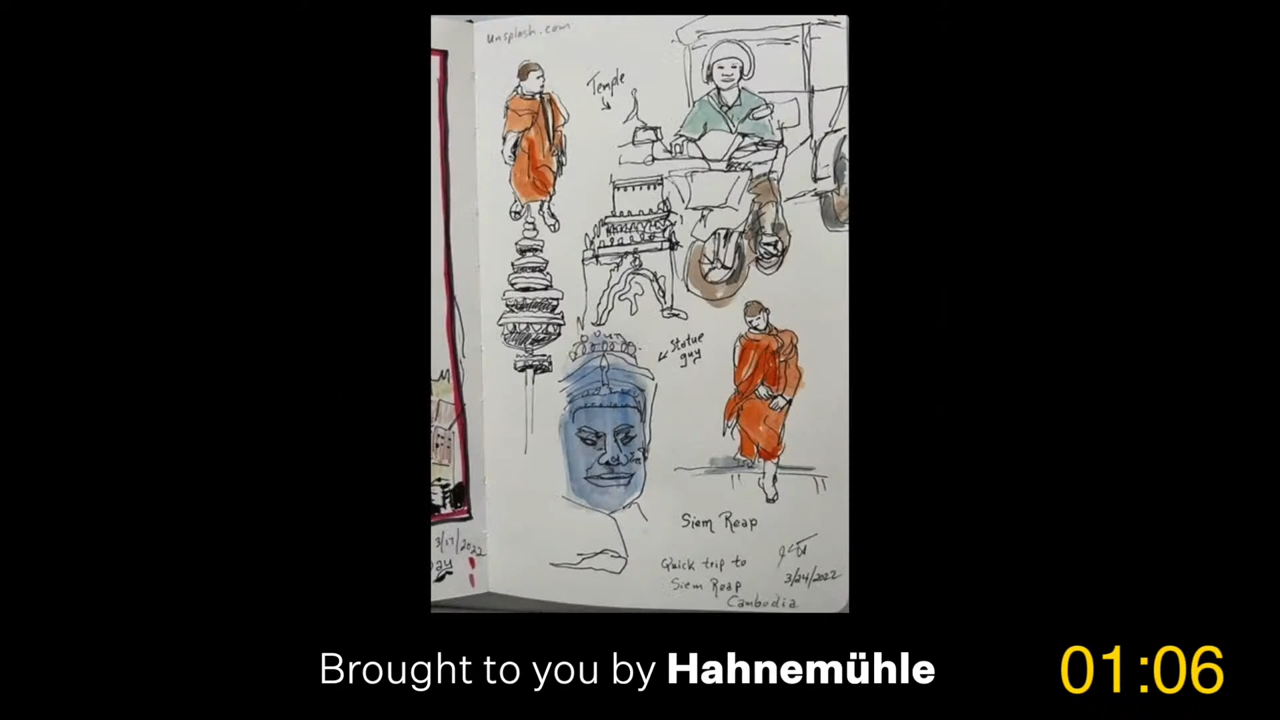 unsplash.com
Temple
Statue
guy
Siem Reap
Quick trip to
Siem Reap
Cambodia
3/24/2022
3/17/2022
Brought to you by Hahnemühle
01:06